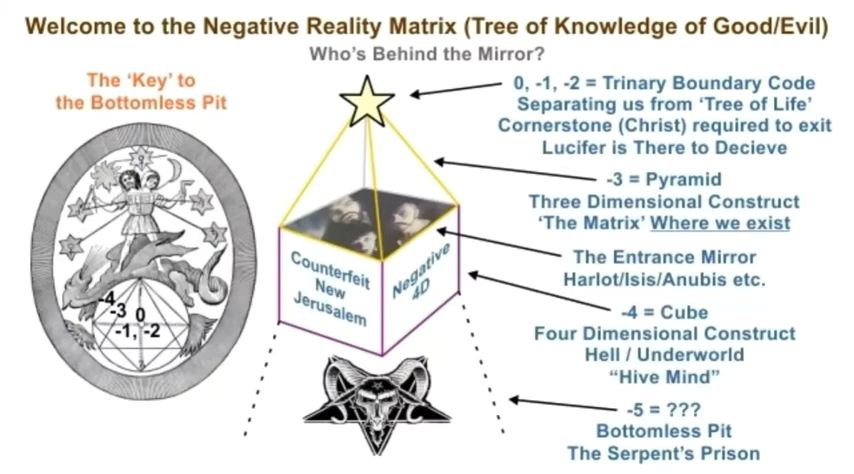 Welcome to the Negative Reality Matrix (Tree of Knowledge of Good/Evil)
Who's Behind the Mirror?
The 'Key' to
the Bottomless Pit
-4
-3 0
-1, -2
Counterfeit
New
Jerusalem
Negative
4D
0, -1, -2 = Trinary Boundary Code
Separating us from 'Tree of Life'
Cornerstone (Christ) required to exit
Lucifer is There to Decieve
-3 = Pyramid
Three Dimensional Construct
'The Matrix' Where we exist
The Entrance Mirror
Harlot/Isis/Anubis etc.
-4 = Cube
Four Dimensional Construct
Hell / Underworld
"Hive Mind"
-5 = ???
Bottomless Pit
The Serpent's Prison